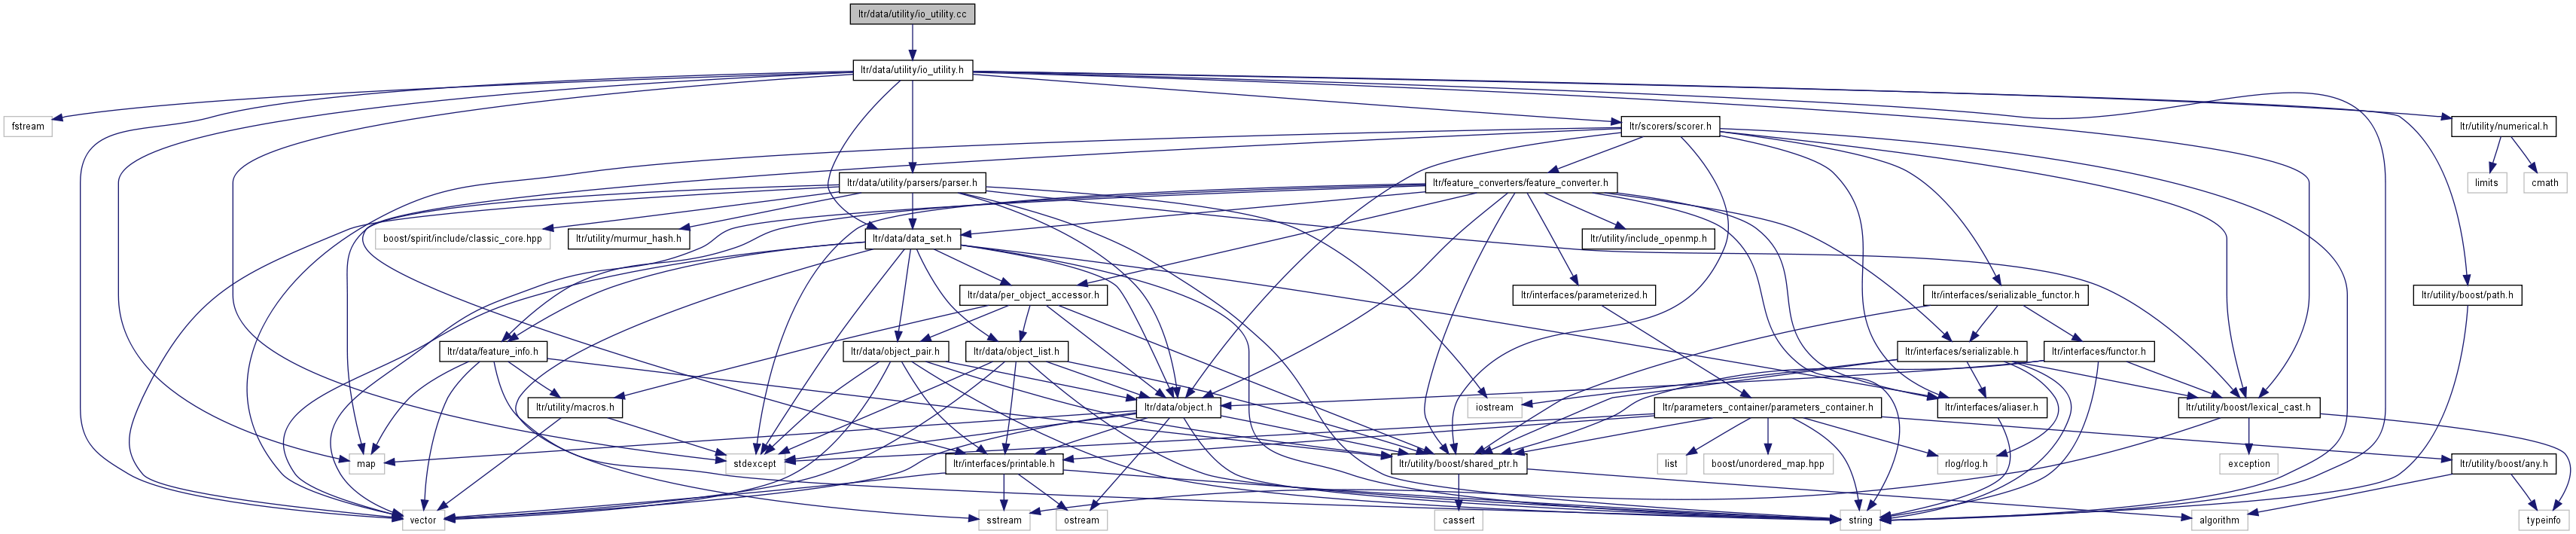 ltr/data/utility/io_utility.cc
ltr/data/utility/io_utility.h
fstream
ltr/scorers/scorer.h
ltr/utility/numerical.h
ltr/data/utility/parsers/parser.h
ltr/feature_converters/feature_converter.h
limits
cmath
boost/spirit/include/classic_core.hpp
ltr/utility/murmur_hash.h
ltr/data/data_set.h
ltr/utility/include_openmp.h
ltr/data/per_object_accessor.h
ltr/interfaces/parameterized.h
ltr/interfaces/serializable_functor.h
ltr/utility/boost/path.h
ltr/data/feature_info.h
ltr/data/object_pair.h
ltr/data/object_list.h
ltr/interfaces/serializable.h
ltr/interfaces/functor.h
ltr/utility/macros.h
ltr/data/object.h
iostream
ltr/parameters_container/parameters_container.h
ltr/interfaces/aliaser.h
ltr/utility/boost/lexical_cast.h
map
stdexcept
ltr/interfaces/printable.h
ltr/utility/boost/shared_ptr.h
list
boost/unordered_map.hpp
rlog/rlog.h
exception
ltr/utility/boost/any.h
vector
sstream
ostream
cassert
string
algorithm
typeinfo